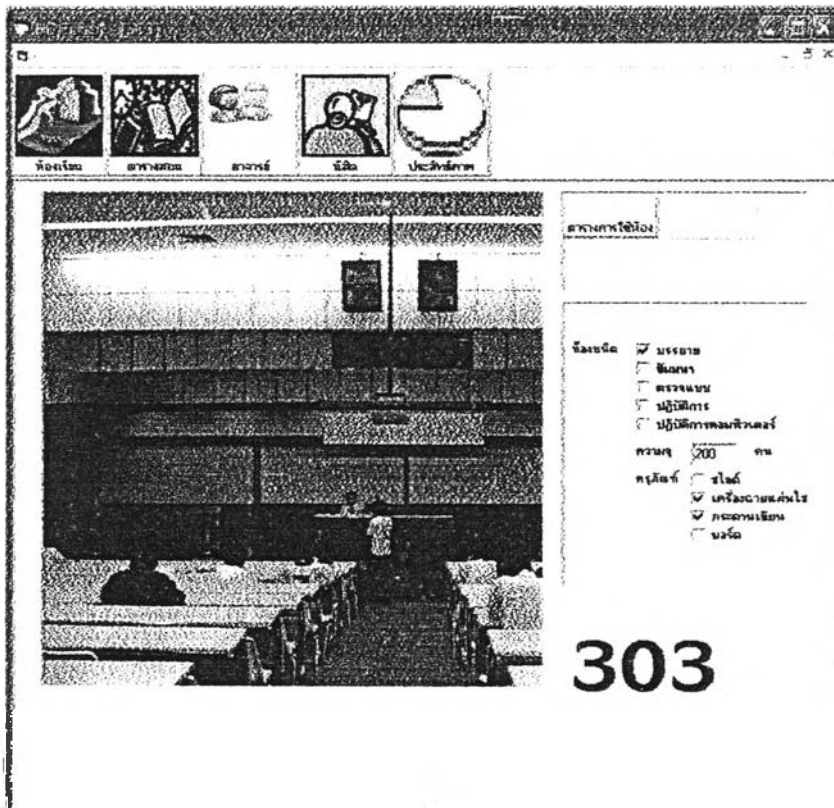 ห้องเรียน ตารางสอน อาจารย์ นิสิต ประสิทธิภาพ
ตารางการใช้ห้อง
ห้องชนิด บรรยาย
สัมมนา
ตรวจแบบ
ปฏิบัติการ
ปฏิบัติการคอมพิวเตอร์
ความจุ 200 คน
ครุภัณฑ์ สไลด์
เครื่องฉายแผ่นใส
กระดานเขียน
บอร์ด
303